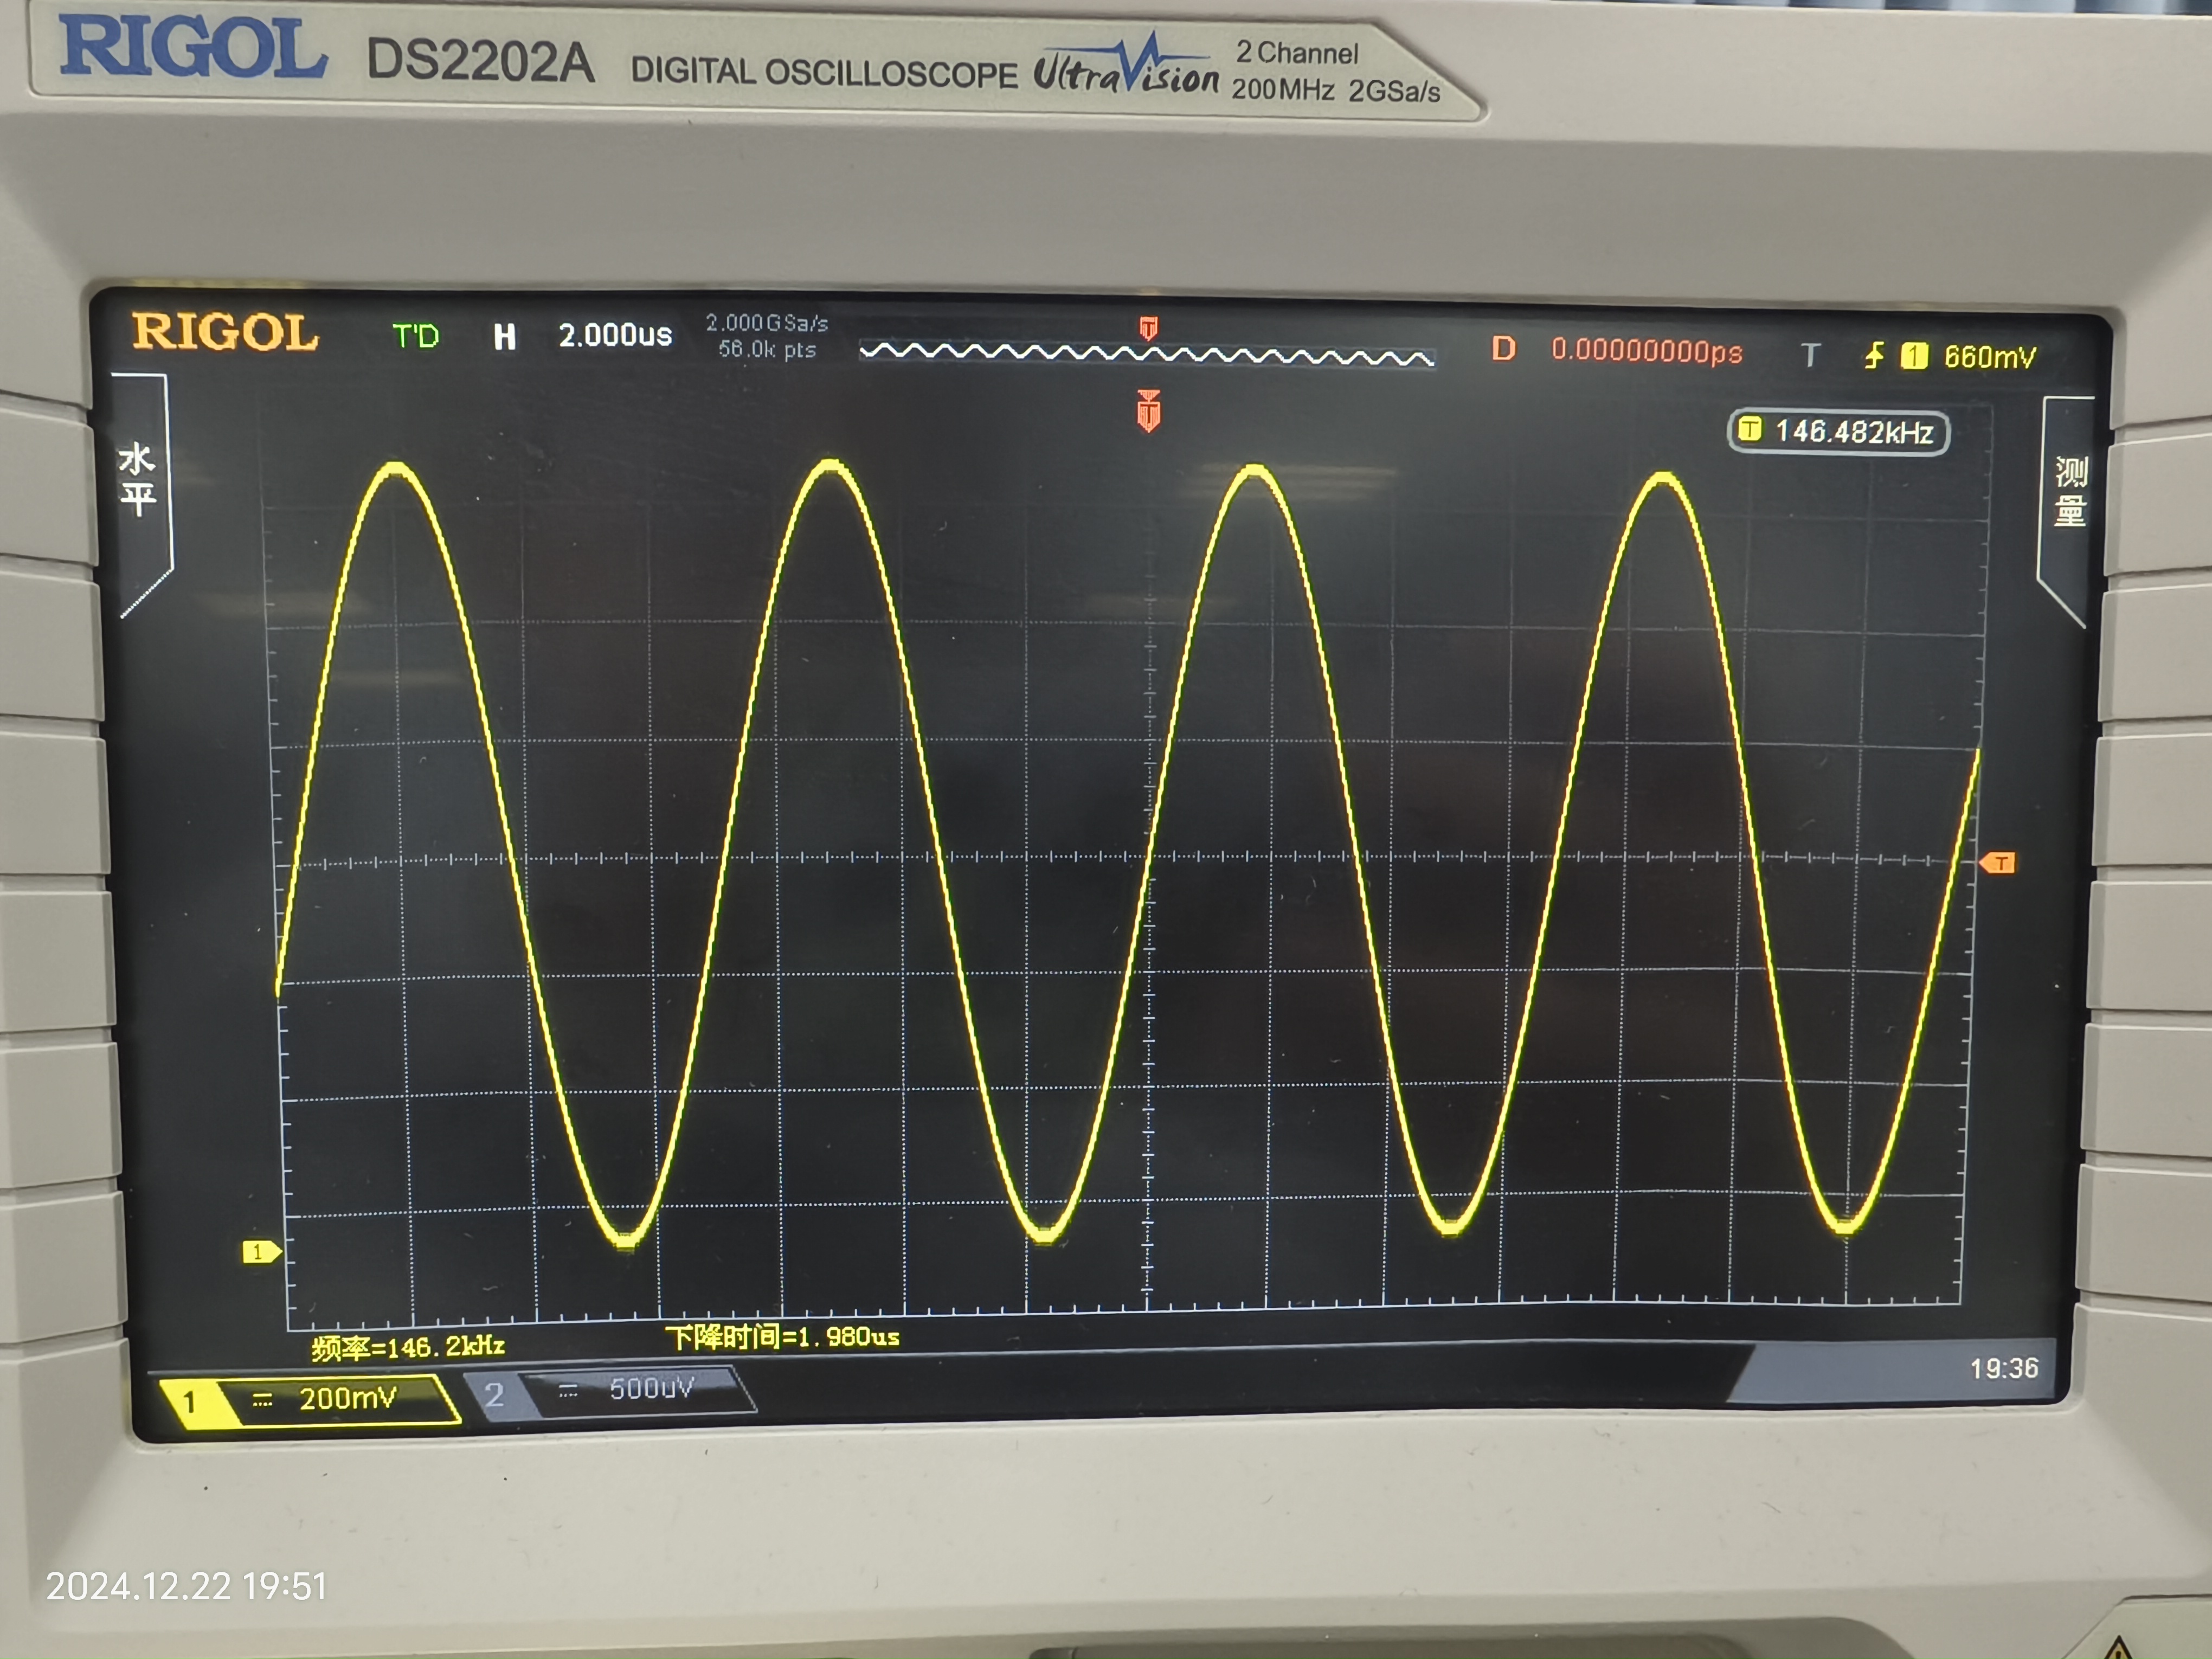 RIGOL DS2202A DIGITAL OSCILLOSCOPE UltraVision 2 Channel
200MHz 2GSa/s
RIGOL T'D H 2.000us 2.000GSa/s
56.0k pts
T
D 0.00000000ps T 1 660mV
T
T 146.482kHz
水平
测量
T
1
频率=146.2kHz 下降时间=1.980us
1 200mV 2 500uV
19:36
2024.12.22 19:51